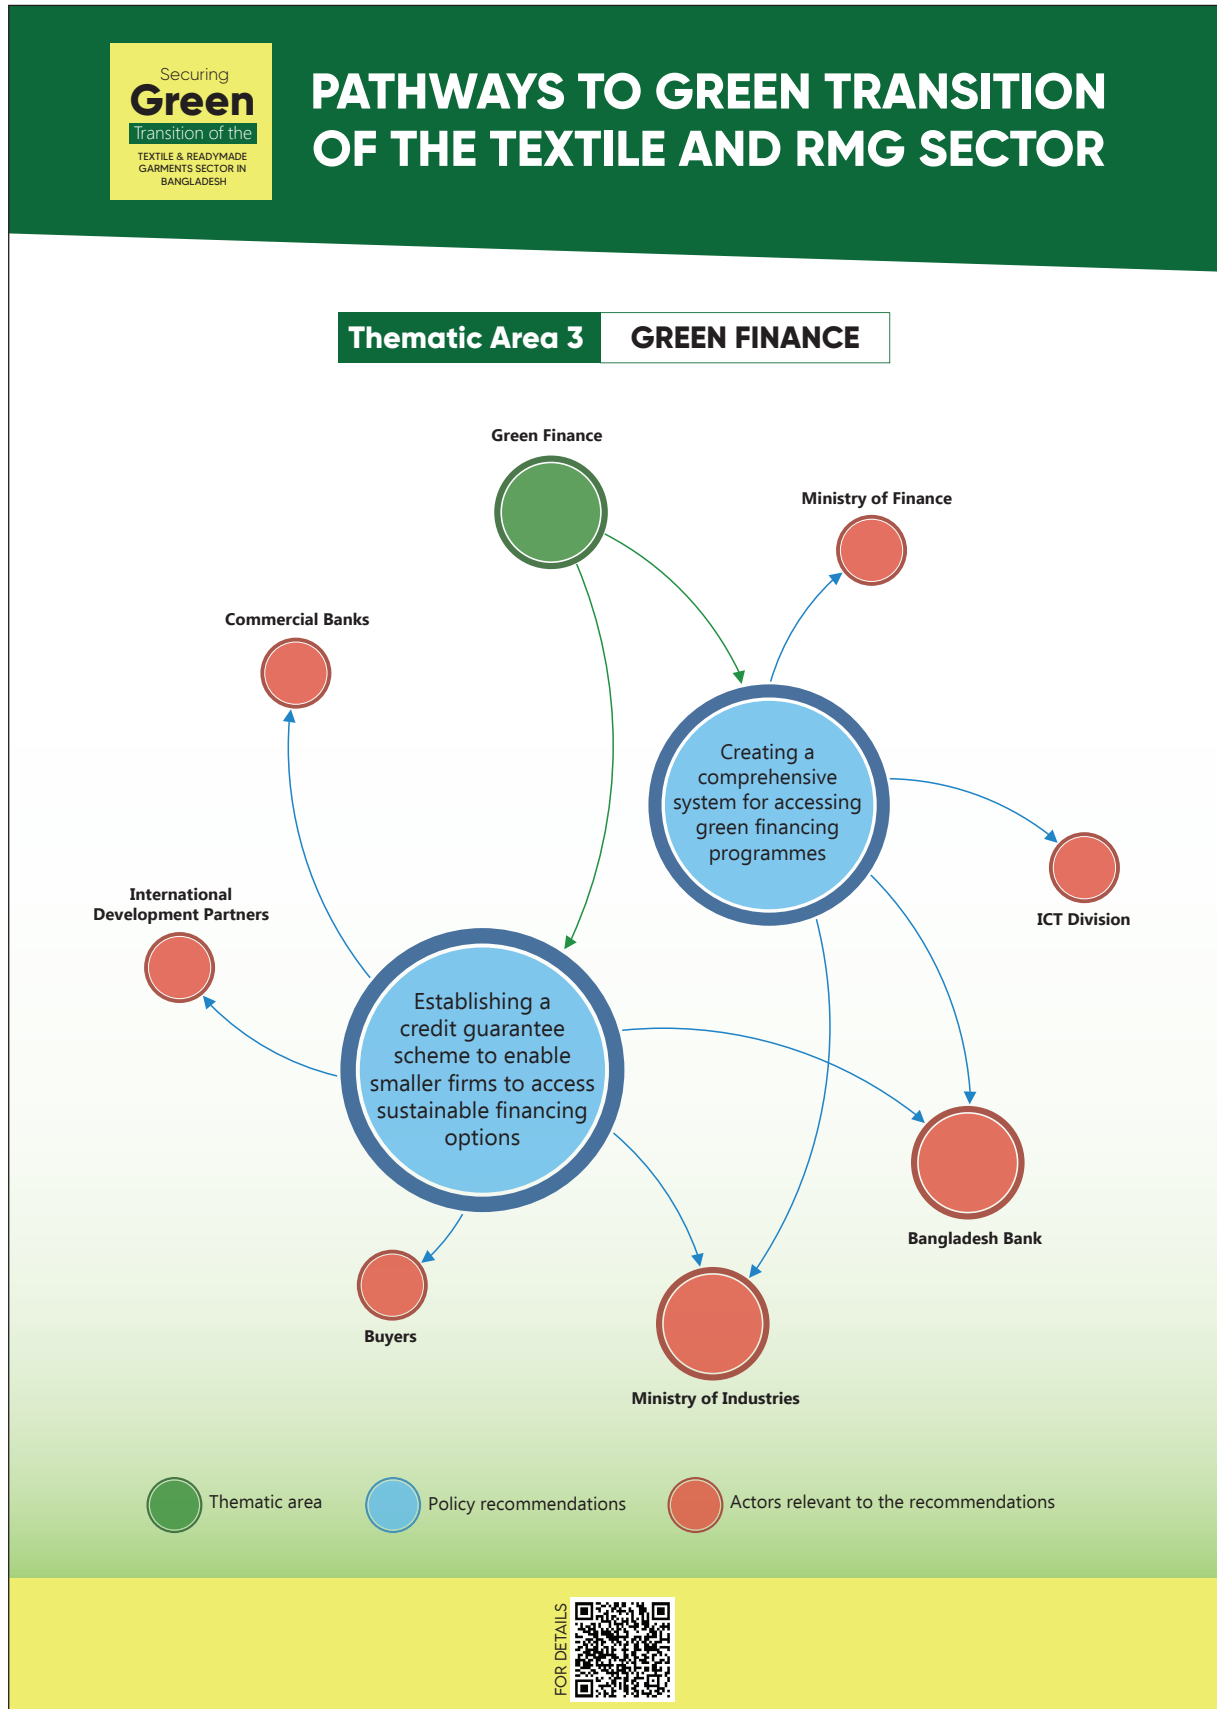 Securing
Green
Transition of the
TEXTILE & READYMADE
GARMENTS SECTOR IN
BANGLADESH
PATHWAYS TO GREEN TRANSITION
OF THE TEXTILE AND RMG SECTOR
Thematic Area 3
GREEN FINANCE
Green Finance
Ministry of Finance
Commercial Banks
Creating a
comprehensive
system for accessing
green financing
programmes
International
Development Partners
ICT Division
Establishing a
credit guarantee
scheme to enable
smaller firms to access
sustainable financing
options
Bangladesh Bank
Buyers
Ministry of Industries
Thematic area
Policy recommendations
Actors relevant to the recommendations
FOR DETAILS